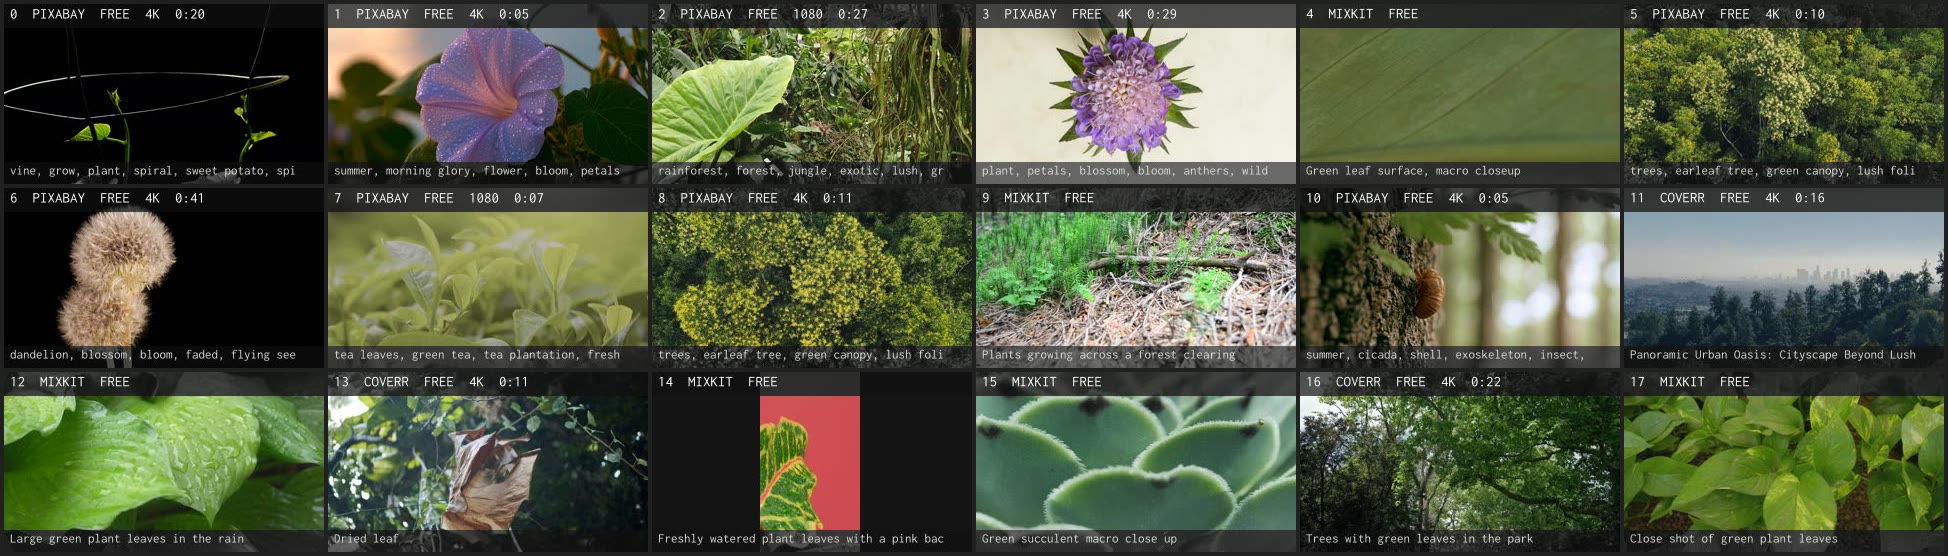 0 PIXABAY FREE 4K 0:20
vine, grow, plant, spiral, sweet potato, spi
1 PIXABAY FREE 4K 0:05
summer, morning glory, flower, bloom, petals
2 PIXABAY FREE 1080 0:27
rainforest, forest, jungle, exotic, lush, gr
3 PIXABAY FREE 4K 0:29
plant, petals, blossom, bloom, anthers, wild
4 MIXKIT FREE
Green leaf surface, macro closeup
5 PIXABAY FREE 4K 0:10
trees, earleaf tree, green canopy, lush foli
6 PIXABAY FREE 4K 0:41
dandelion, blossom, bloom, faded, flying see
7 PIXABAY FREE 1080 0:07
tea leaves, green tea, tea plantation, fresh
8 PIXABAY FREE 4K 0:11
trees, earleaf tree, green canopy, lush foli
9 MIXKIT FREE
Plants growing across a forest clearing
10 PIXABAY FREE 4K 0:05
summer, cicada, shell, exoskeleton, insect,
11 COVERR FREE 4K 0:16
Panoramic Urban Oasis: Cityscape Beyond Lush
12 MIXKIT FREE
Large green plant leaves in the rain
13 COVERR FREE 4K 0:11
Dried leaf
14 MIXKIT FREE
Freshly watered plant leaves with a pink bac
15 MIXKIT FREE
Green succulent macro close up
16 COVERR FREE 4K 0:22
Trees with green leaves in the park
17 MIXKIT FREE
Close shot of green plant leaves